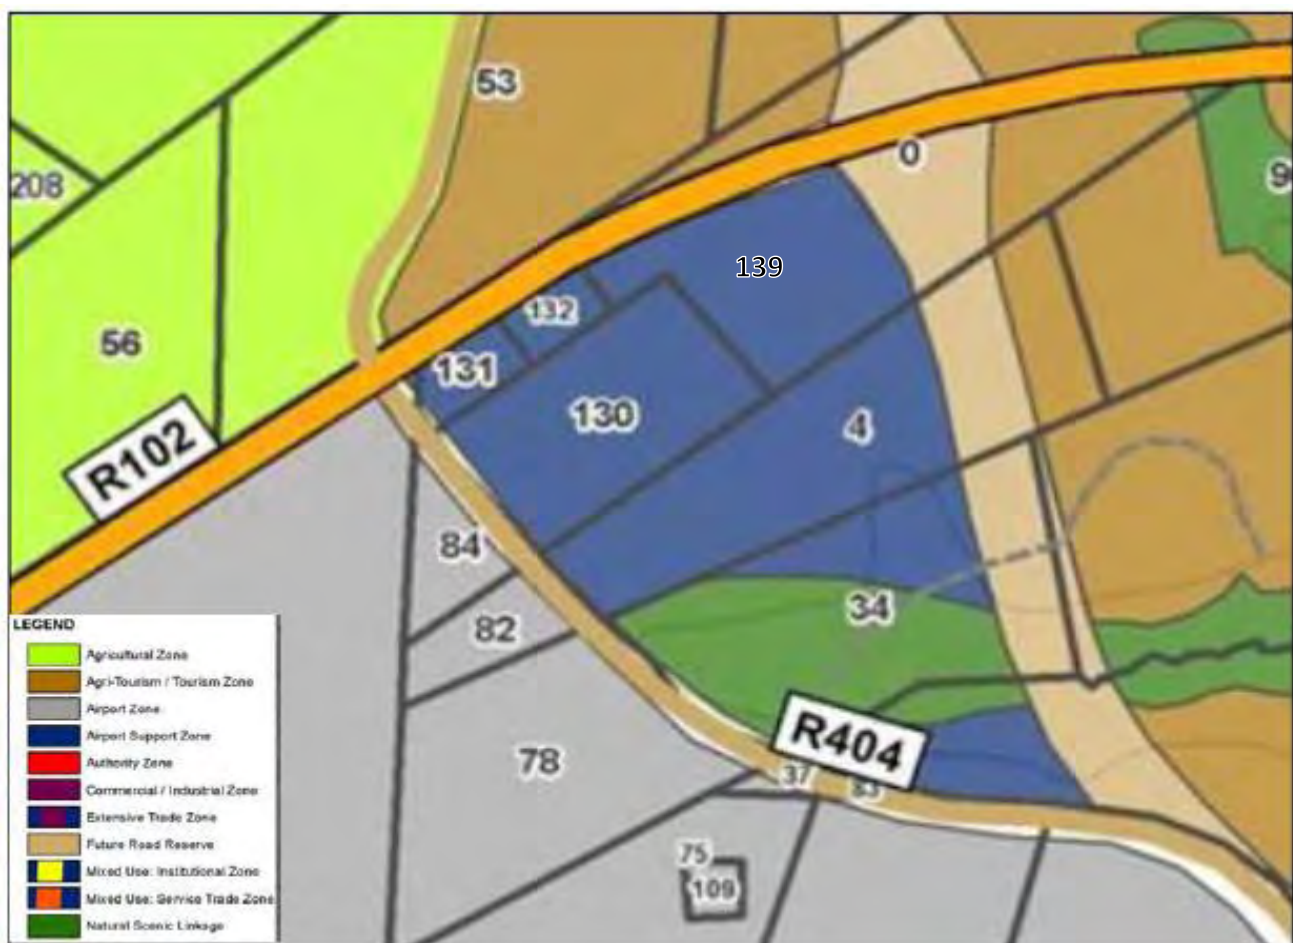 53
0
208
9
139
132
56
131
130
4
R102
84
34
82
R404
78
37
83
75
109
LEGEND
Agricultural Zone
Agri-Tourism / Tourism Zone
Airport Zone
Airport Support Zone
Authority Zone
Commercial / Industrial Zone
Extensive Trade Zone
Future Road Reserve
Mixed Use: Institutional Zone
Mixed Use: Service Trade Zone
Natural Scenic Linkage